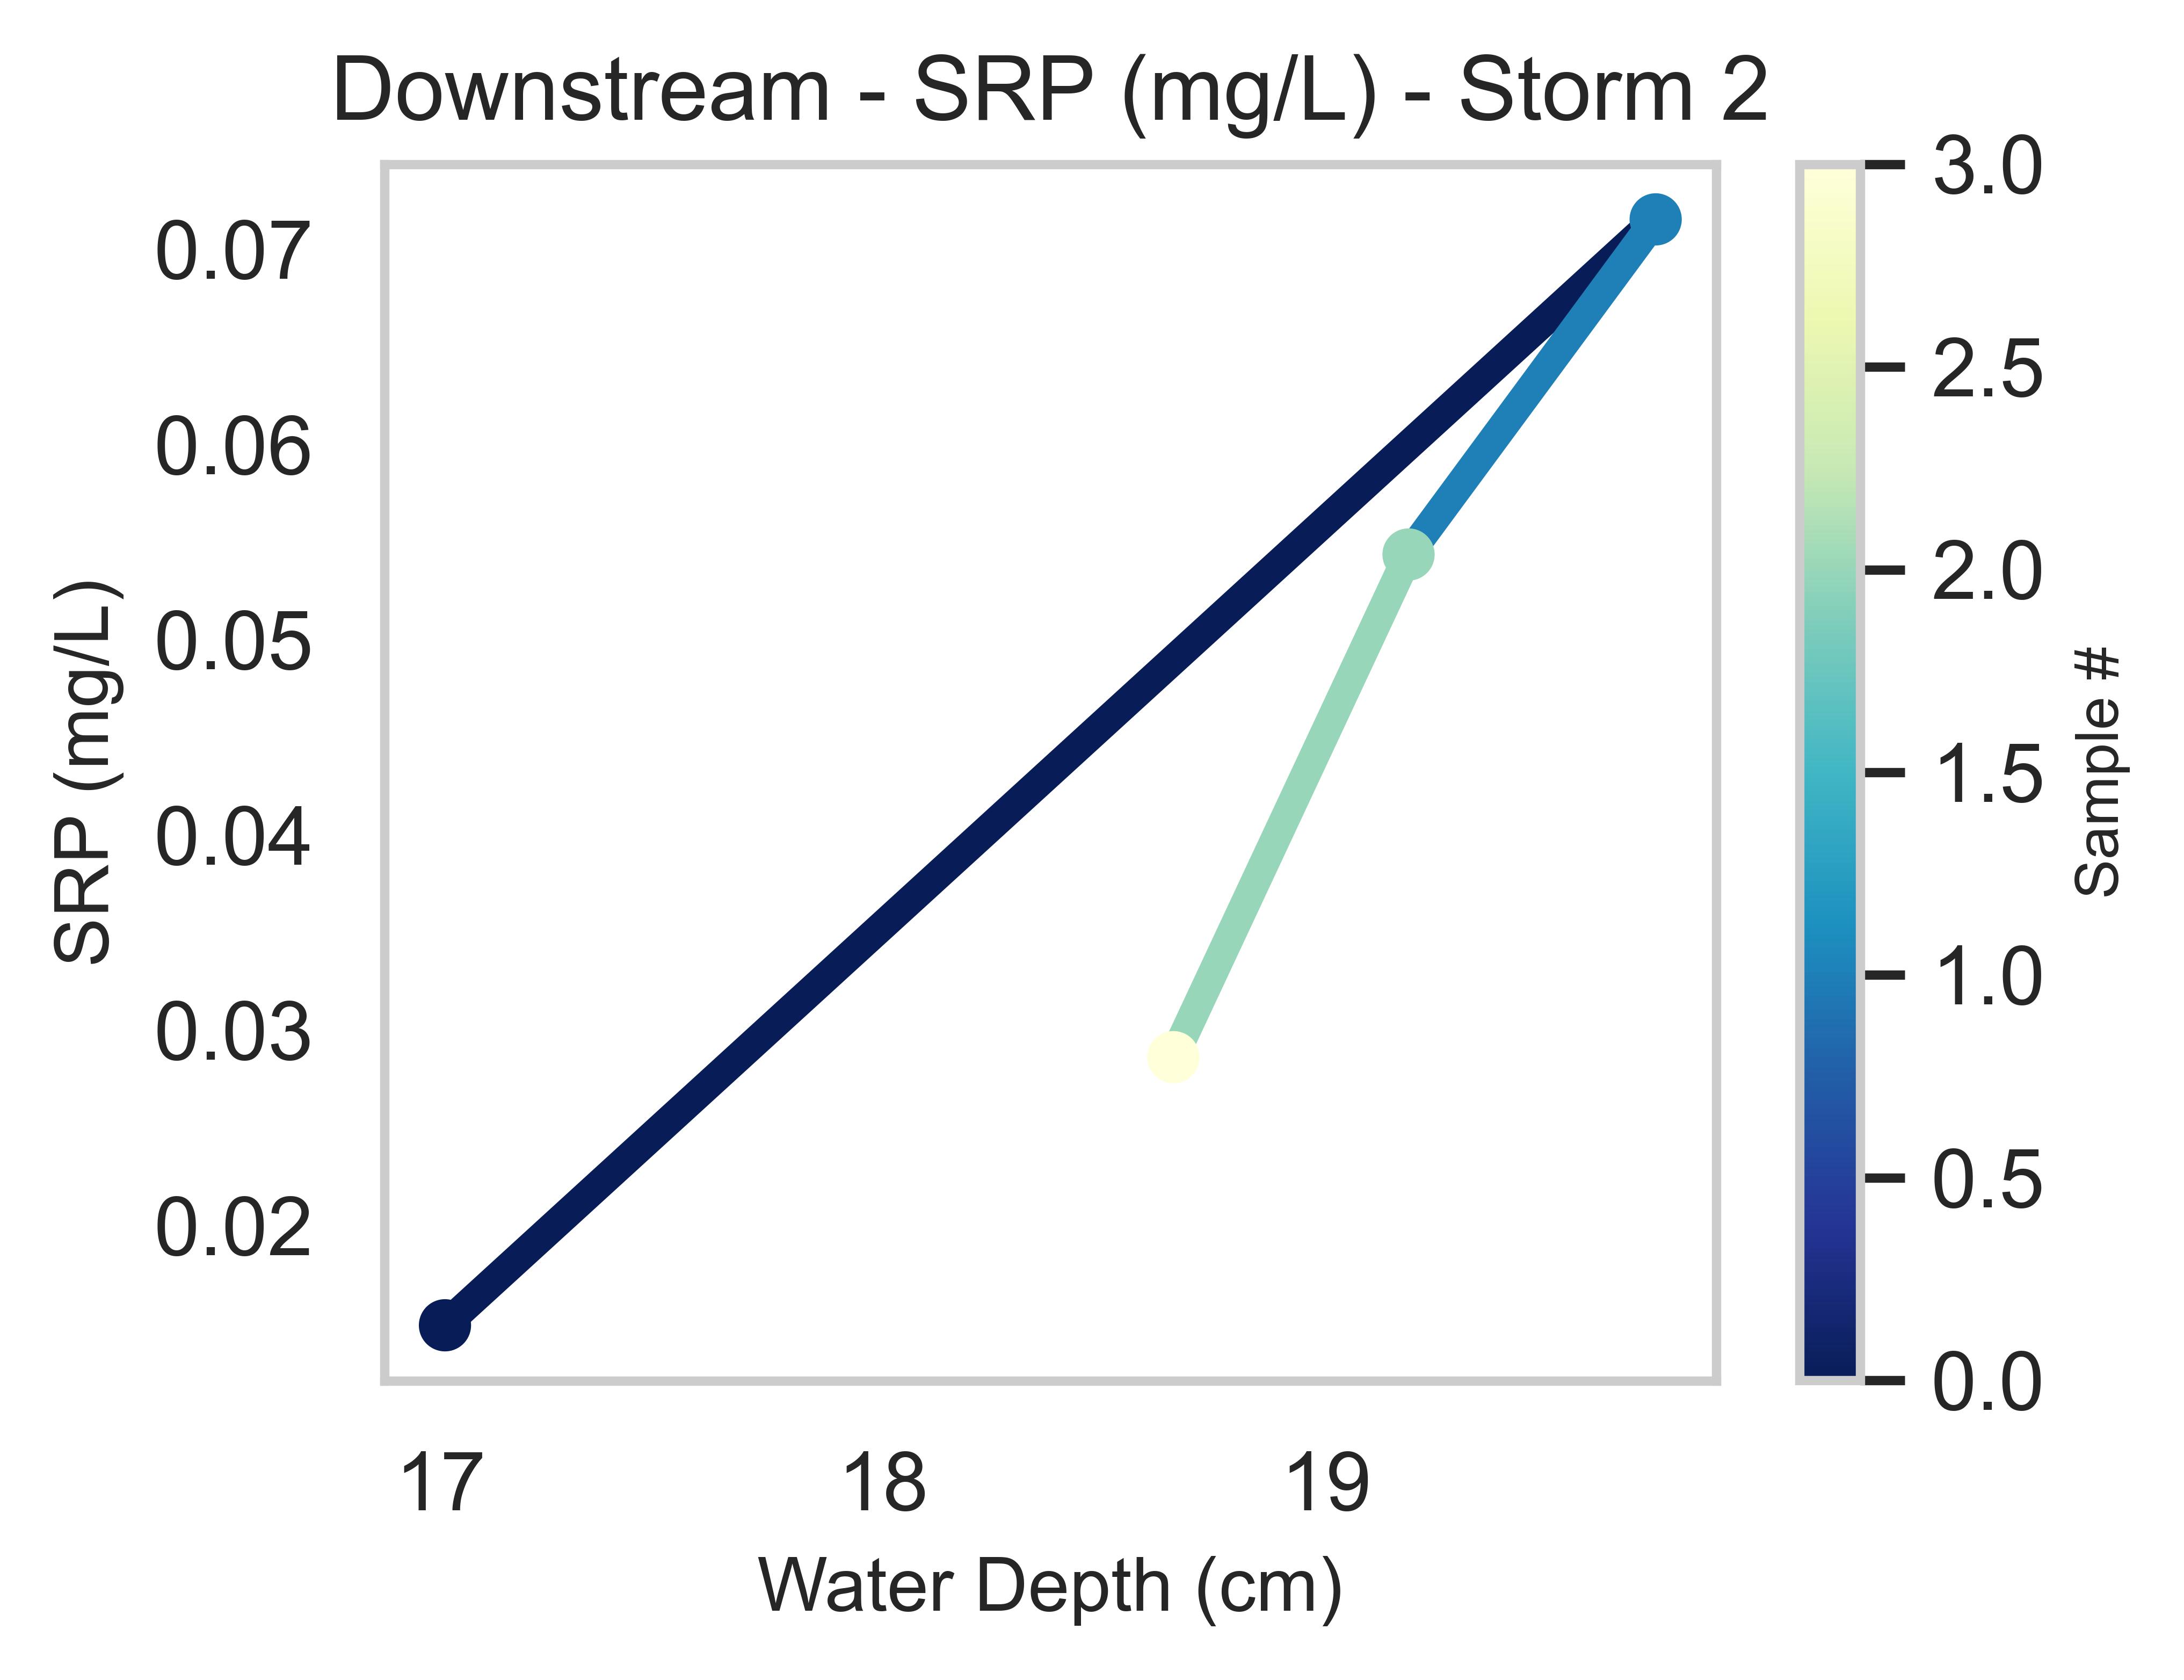 Downstream - SRP (mg/L) - Storm 2
SRP (mg/L)
0.07
0.06
0.05
0.04
0.03
0.02
17 18 19
Water Depth (cm)
3.0
2.5
2.0
1.5
1.0
0.5
0.0
Sample #